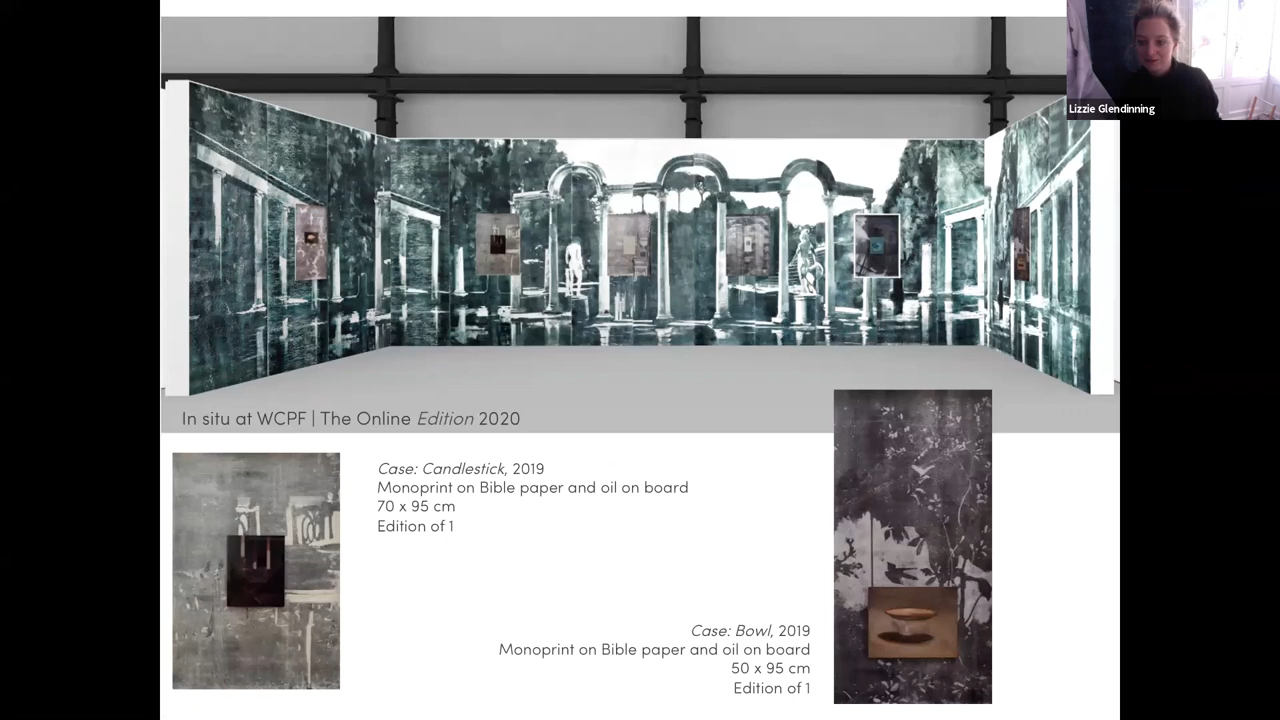 Lizzie Glendinning
In situ at WCPF | The Online Edition 2020
Case: Candlestick, 2019
Monoprint on Bible paper and oil on board
70 x 95 cm
Edition of 1
Case: Bowl, 2019
Monoprint on Bible paper and oil on board
50 x 95 cm
Edition of 1